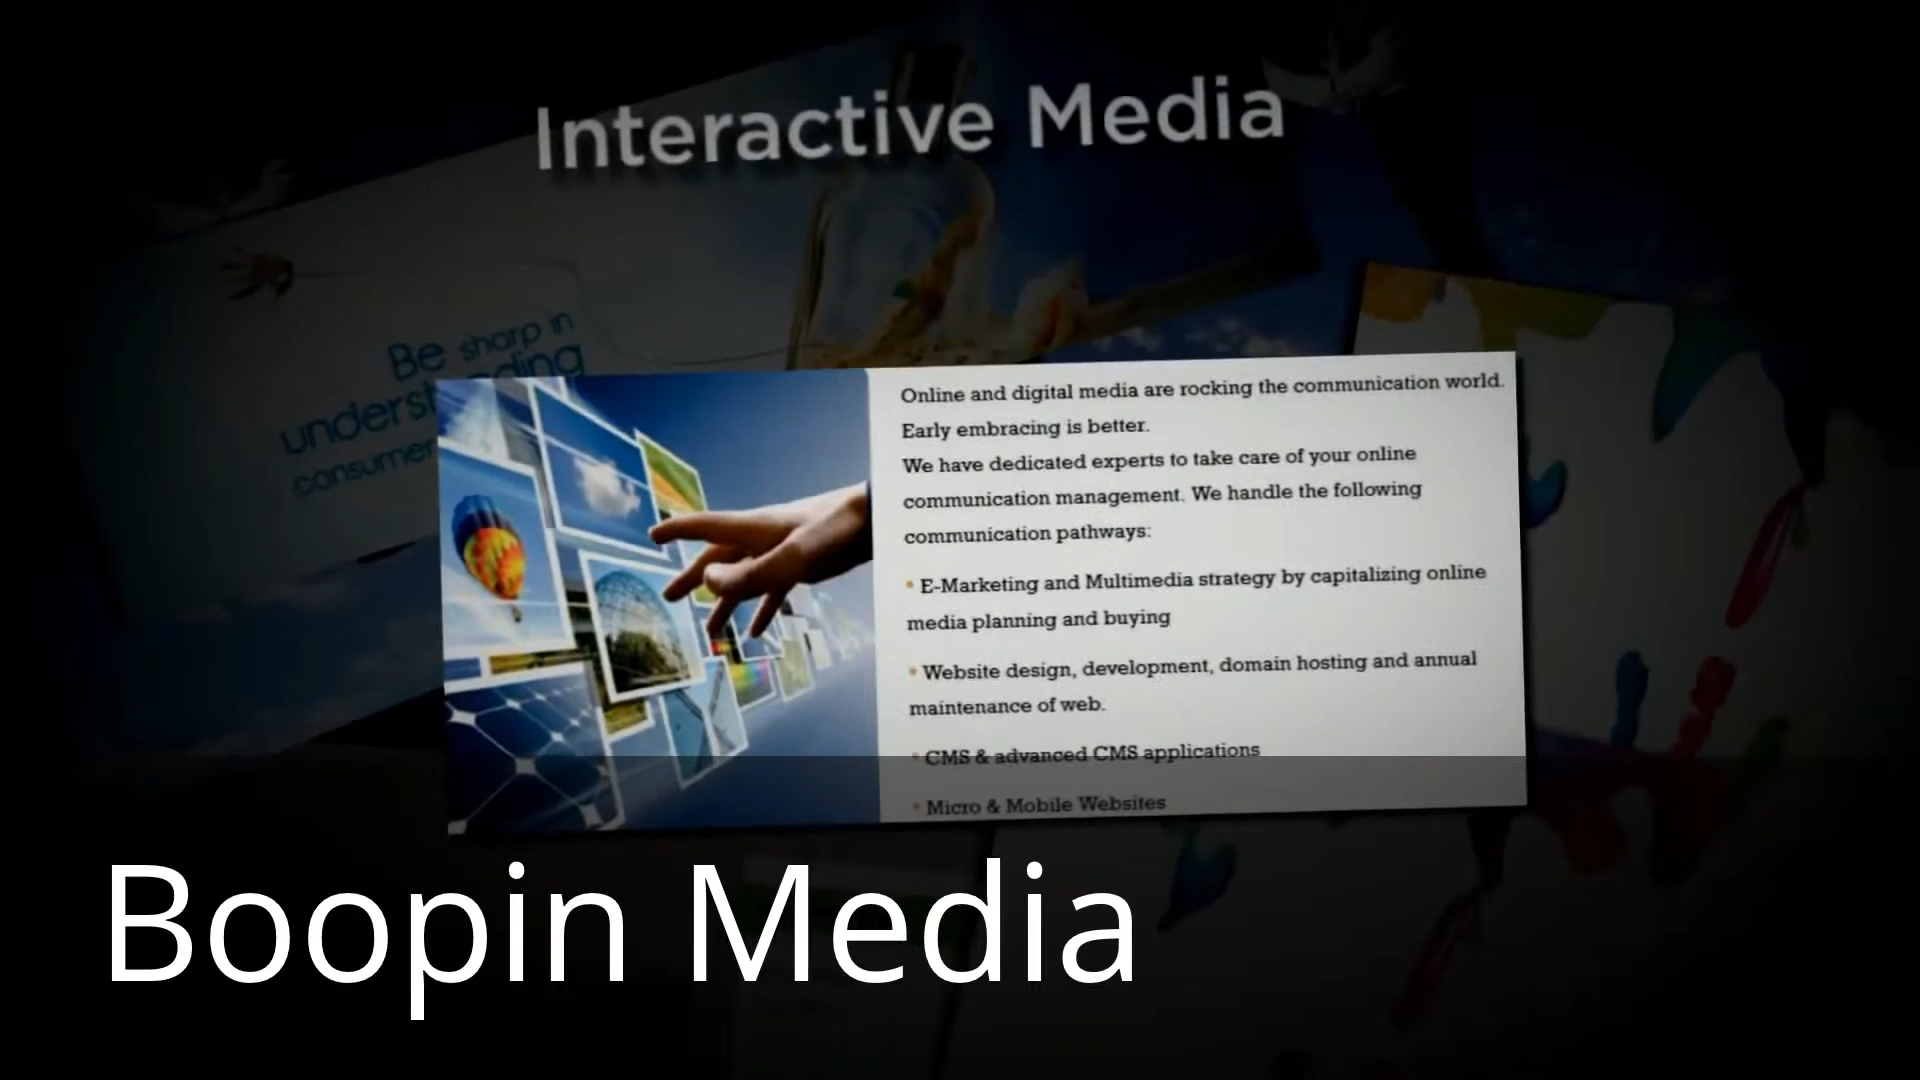 Interactive Media
Be sharp in
understanding
consumer
Online and digital media are rocking the communication world.
Early embracing is better.
We have dedicated experts to take care of your online
communication management. We handle the following
communication pathways:
• E-Marketing and Multimedia strategy by capitalizing online
media planning and buying
• Website design, development, domain hosting and annual
maintenance of web.
• CMS & advanced CMS applications
• Micro & Mobile Websites
Boopin Media